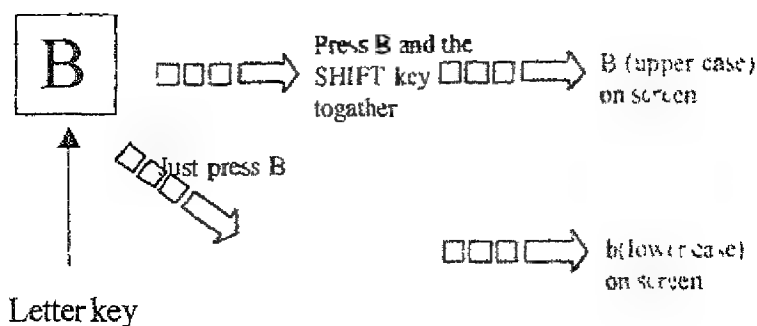 B
Press B and the
SHIFT key
togather
B (upper case)
on screen
Just press B
b(lower case)
on screen
Letter key